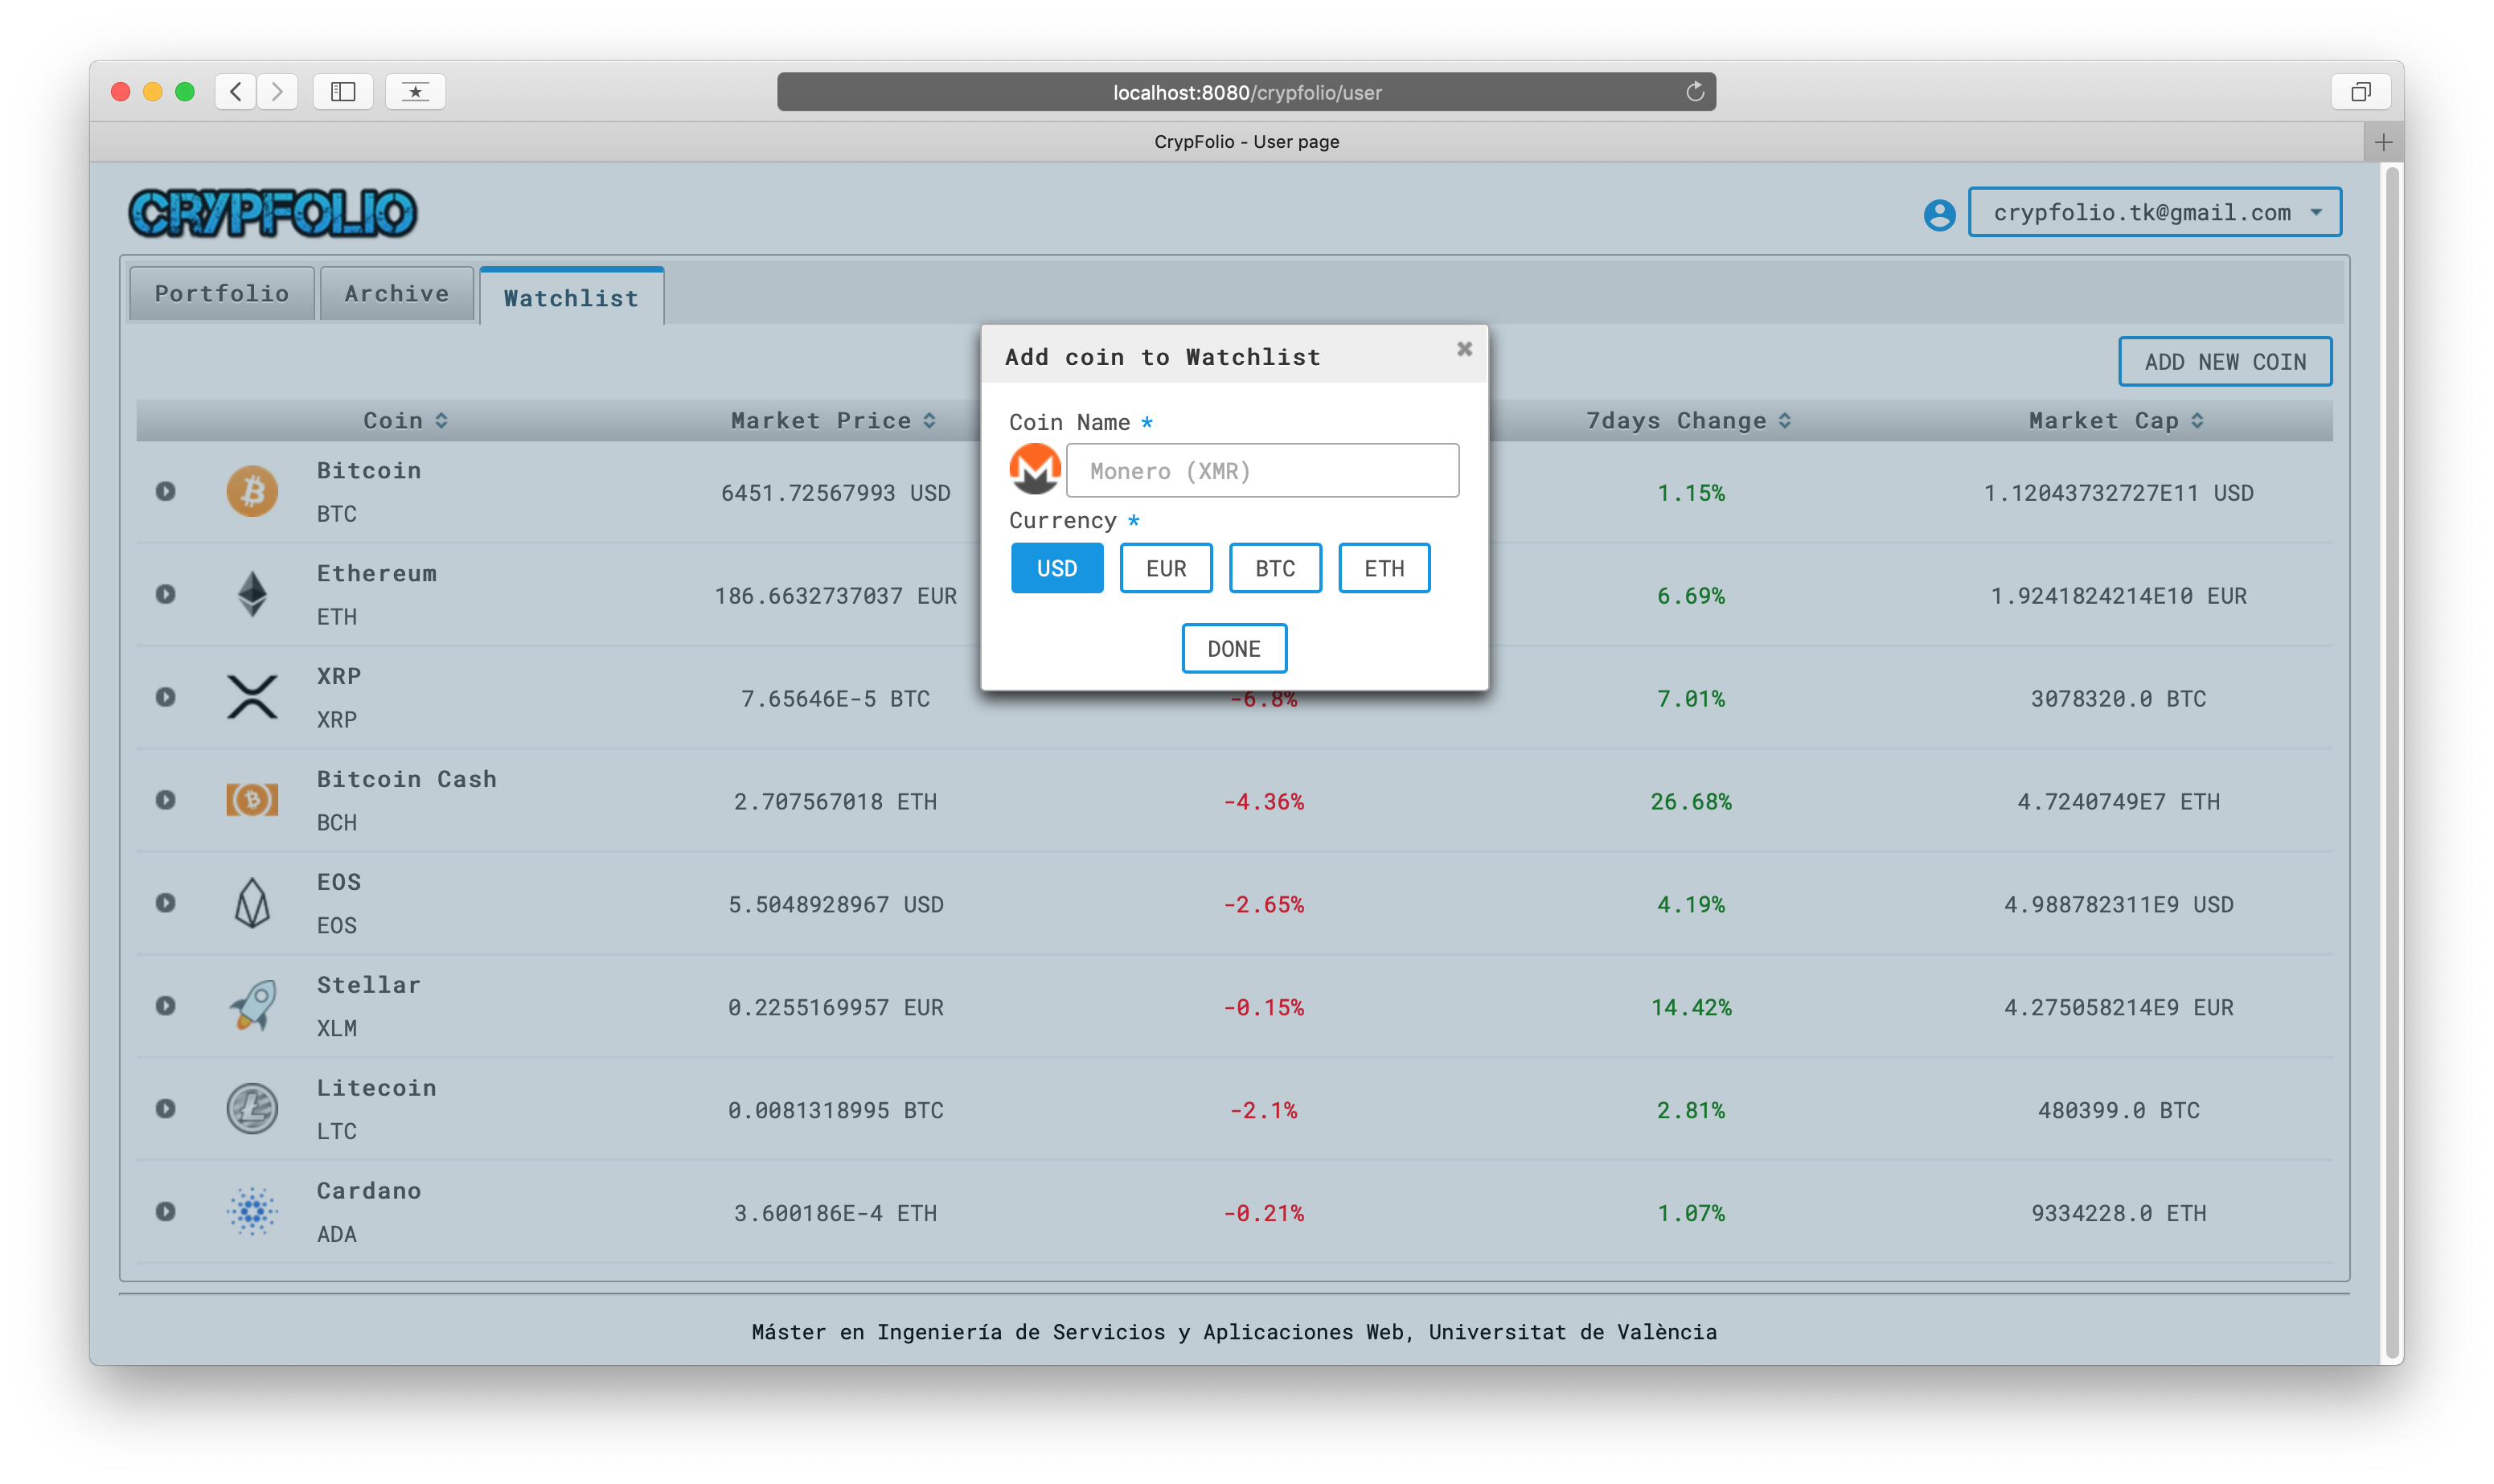 localhost:8080/crypfolio/user
CrypFolio - User page
CRYPFOLIO
crypfolio.tk@gmail.com
Portfolio Archive Watchlist
ADD NEW COIN
Add coin to Watchlist
Coin Name *
Monero (XMR)
Currency *
USD EUR BTC ETH
DONE
Coin Market Price 7days Change Market Cap
Bitcoin
BTC
6451.72567993 USD 1.15% 1.12043732727E11 USD
Ethereum
ETH
186.6632737037 EUR 6.69% 1.9241824214E10 EUR
XRP
XRP
7.65646E-5 BTC -6.8% 7.01% 3078320.0 BTC
Bitcoin Cash
BCH
2.707567018 ETH -4.36% 26.68% 4.7240749E7 ETH
EOS
EOS
5.5048928967 USD -2.65% 4.19% 4.988782311E9 USD
Stellar
XLM
0.2255169957 EUR -0.15% 14.42% 4.275058214E9 EUR
Litecoin
LTC
0.0081318995 BTC -2.1% 2.81% 480399.0 BTC
Cardano
ADA
3.600186E-4 ETH -0.21% 1.07% 9334228.0 ETH
Máster en Ingeniería de Servicios y Aplicaciones Web, Universitat de València